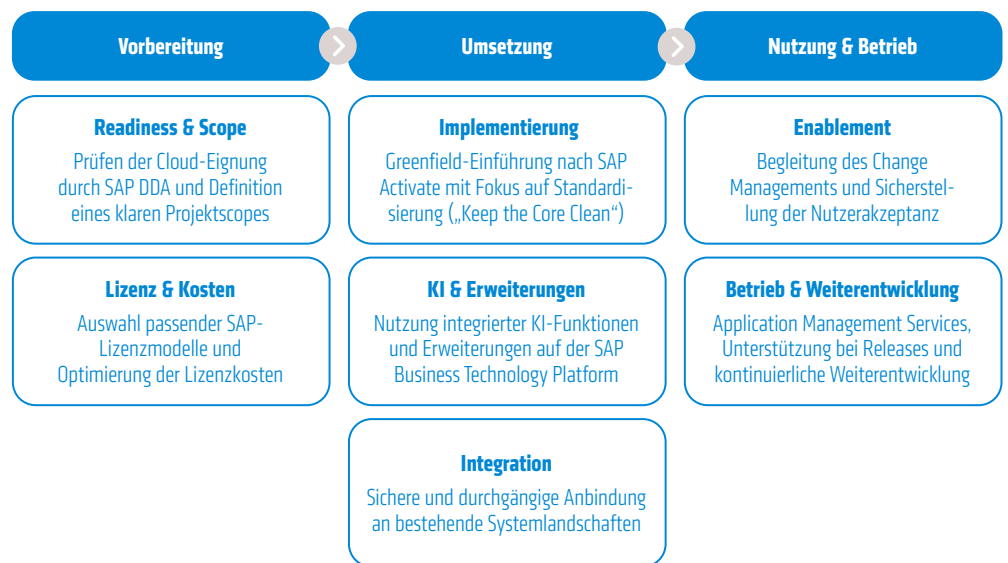 Vorbereitung
Umsetzung
Nutzung & Betrieb
Readiness & Scope
Prüfen der Cloud-Eignung
durch SAP DDA und Definition
eines klaren Projektscopes
Implementierung
Greenfield-Einführung nach SAP
Activate mit Fokus auf Standardi-
sierung („Keep the Core Clean“)
Enablement
Begleitung des Change
Managements und Sicherstel-
lung der Nutzerakzeptanz
Lizenz & Kosten
Auswahl passender SAP-
Lizenzmodelle und
Optimierung der Lizenzkosten
KI & Erweiterungen
Nutzung integrierter KI-Funktionen
und Erweiterungen auf der SAP
Business Technology Platform
Betrieb & Weiterentwicklung
Application Management Services,
Unterstützung bei Releases und
kontinuierliche Weiterentwicklung
Integration
Sichere und durchgängige Anbindung
an bestehende Systemlandschaften